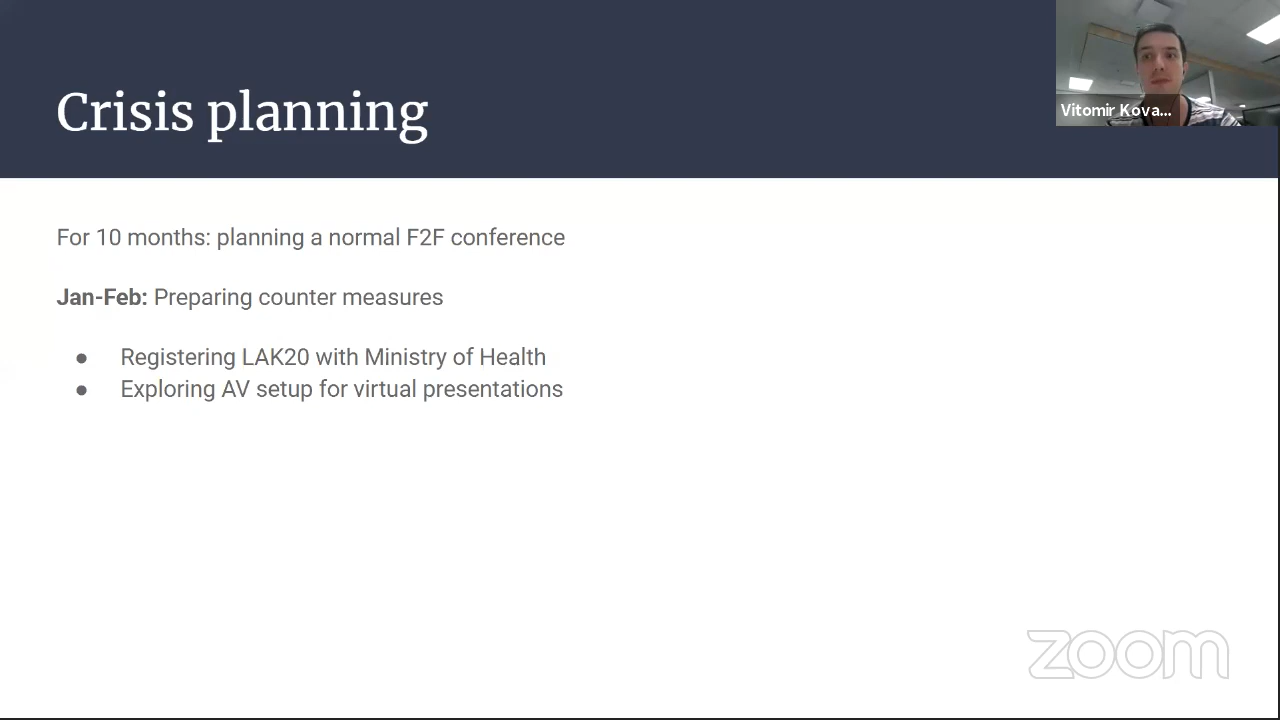 Crisis planning
Vitomir Kova...
For 10 months: planning a normal F2F conference
Jan-Feb: Preparing counter measures
● Registering LAK20 with Ministry of Health
● Exploring AV setup for virtual presentations
zoom